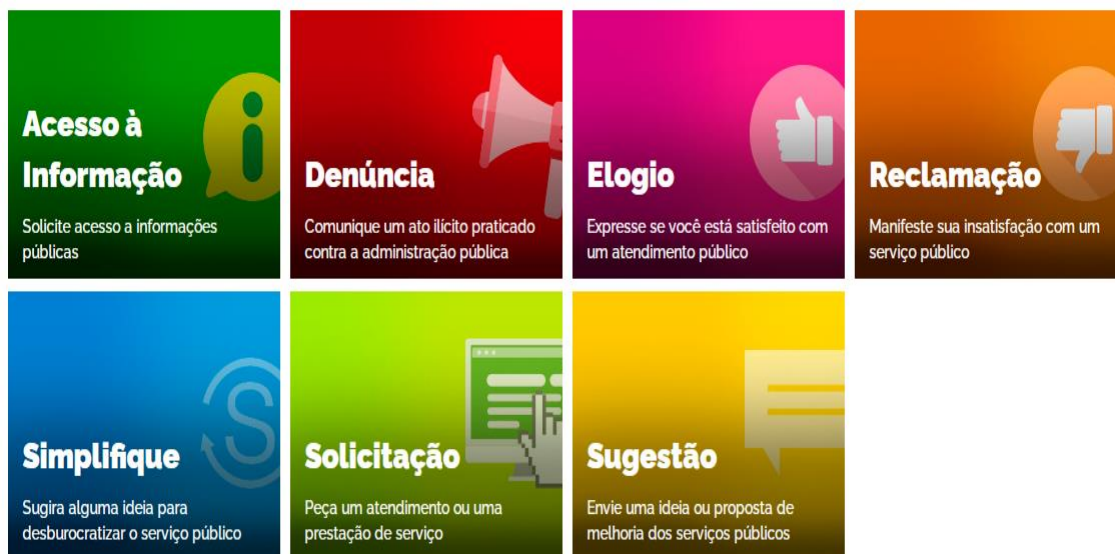 Acesso à
Informação
Solicite acesso a informações
públicas
Denúncia
Comunique um ato ilícito praticado
contra a administração pública
Elogio
Expresse se você está satisfeito com
um atendimento público
Reclamação
Manifeste sua insatisfação com um
serviço público
Simplifique
Sugira alguma ideia para
desburocratizar o serviço público
Solicitação
Peça um atendimento ou uma
prestação de serviço
Sugestão
Envie uma ideia ou proposta de
melhoria dos serviços públicos